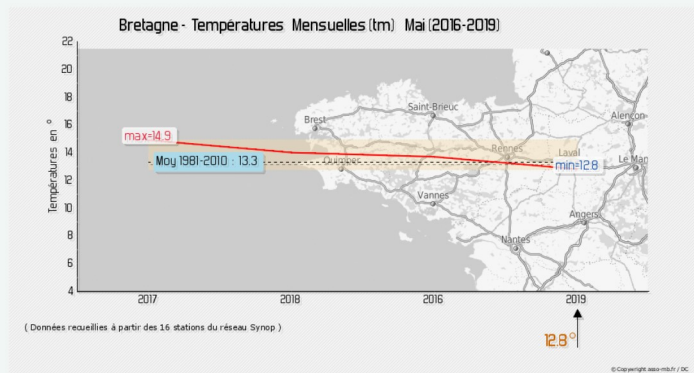 Bretagne - Températures Mensuelles (tm) Mai (2016-2019)
22
20
18
16
14
12
10
8
6
4
Températures en °
Brest
Saint-Brieuc
Alençon
max=14.9
Rennes
Laval
Moy 1981-2010 : 13.3
Quimper
min=12.8
Le Man
Vannes
Angers
Nantes
2017
2018
2016
2019
( Données recueillies à partir des 16 stations du réseau Synop )
12.8°
© Copyright asso-mb.fr / DC